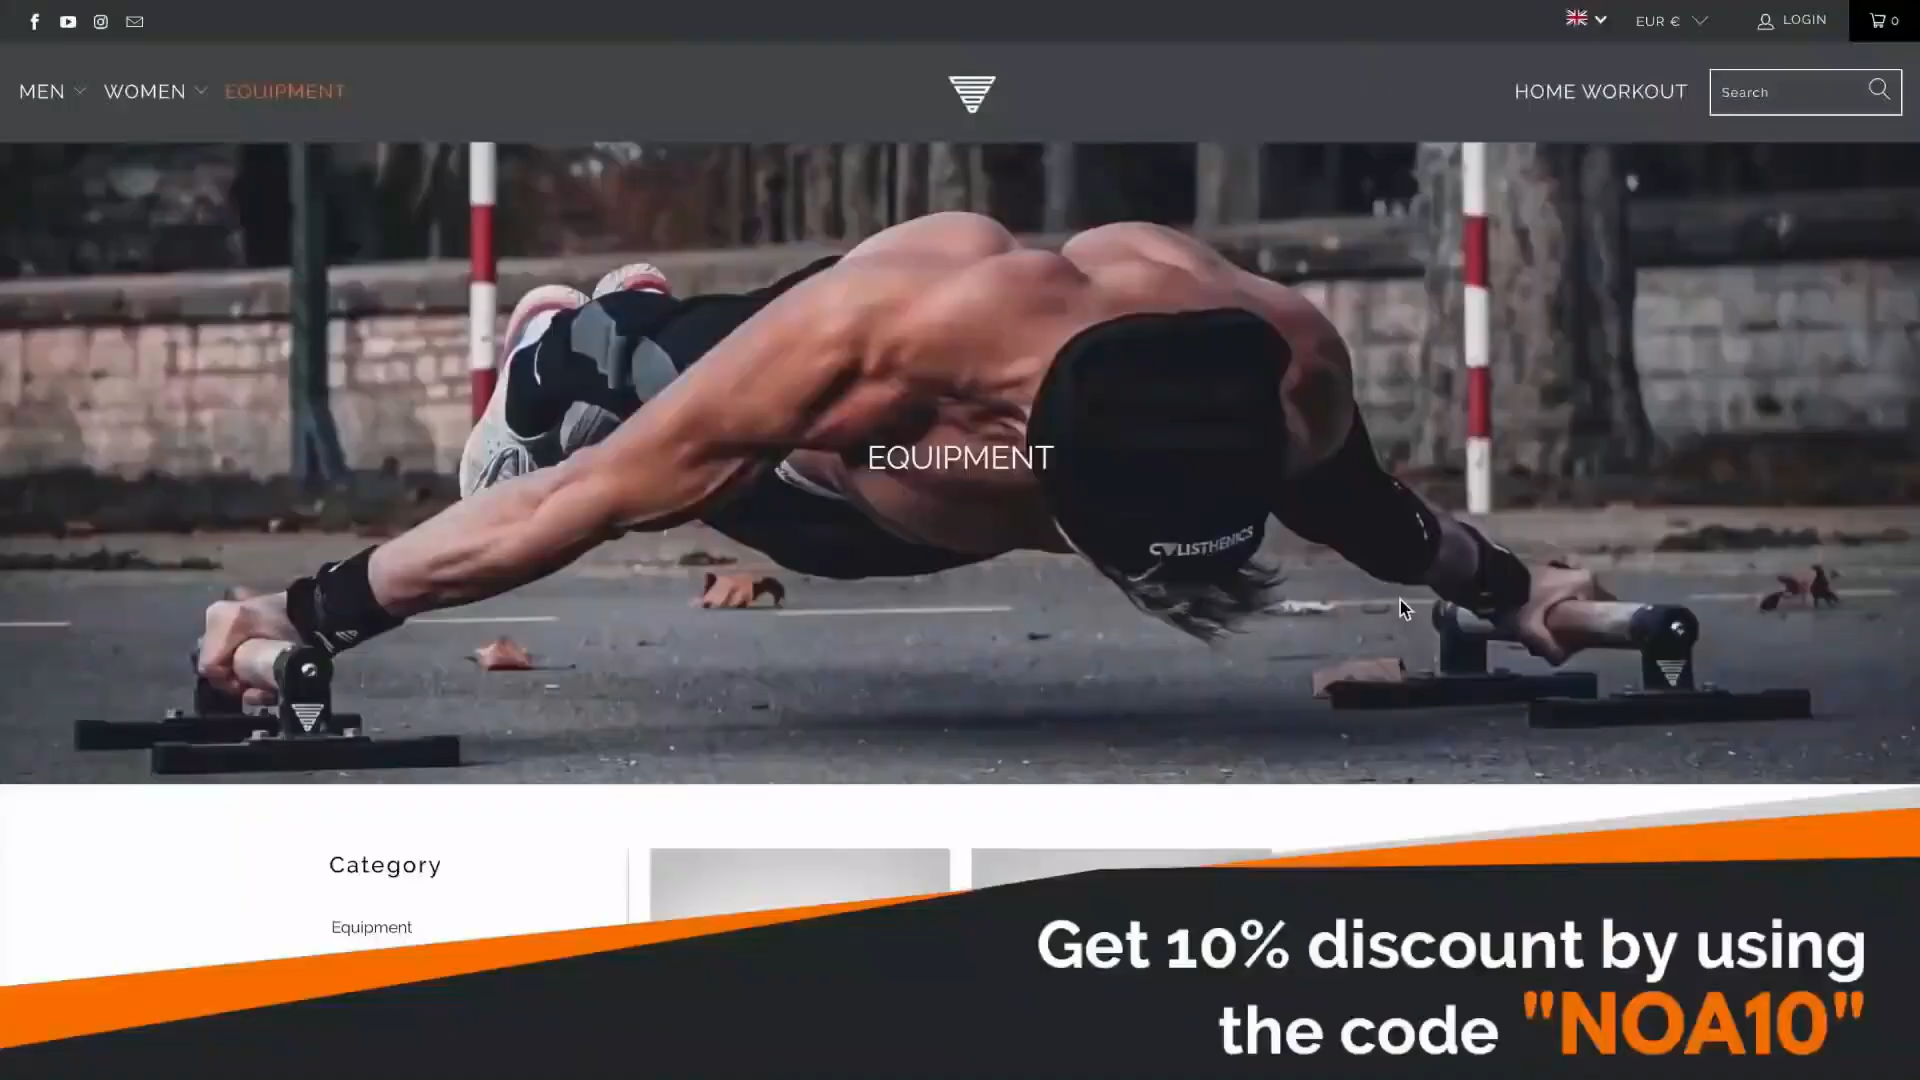 EUR €
LOGIN
0
MEN
WOMEN
EQUIPMENT
HOME WORKOUT
Search
EQUIPMENT
CALISTHENICS
Category
Equipment
Get 10% discount by using
the code "NOA10"